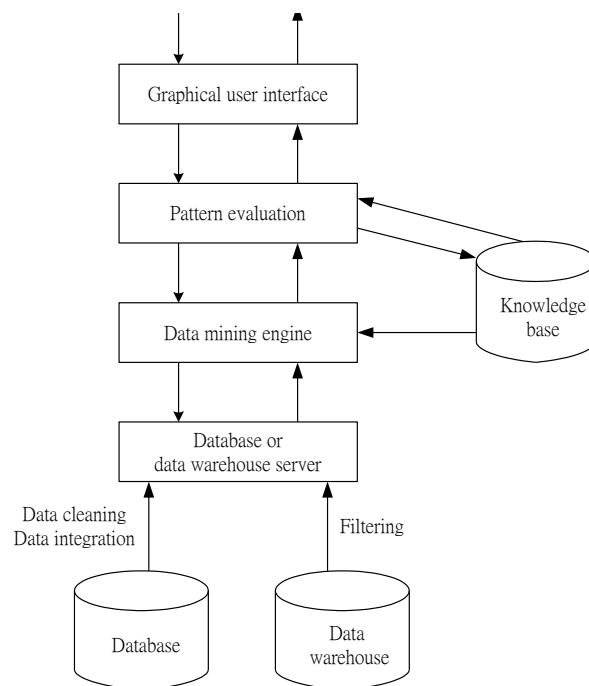 Graphical user interface
Pattern evaluation
Knowledge
base
Data mining engine
Database or
data warehouse server
Data cleaning
Data integration
Filtering
Database
Data
warehouse